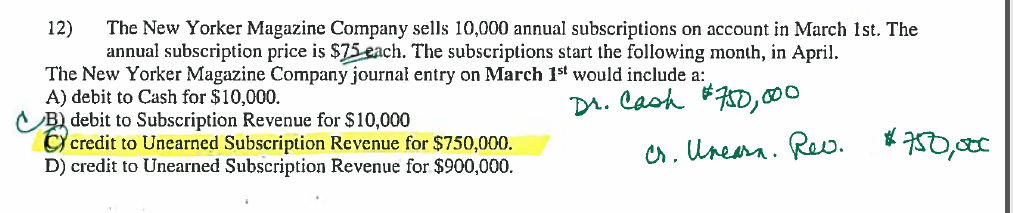 12) The New Yorker Magazine Company sells 10,000 annual subscriptions on account in March 1st. The
annual subscription price is $75 each. The subscriptions start the following month, in April.
The New Yorker Magazine Company journal entry on March 1st would include a:
A) debit to Cash for $10,000.
Dr. Cash $750,000
B) debit to Subscription Revenue for $10,000
C) credit to Unearned Subscription Revenue for $750,000.
Cr. Unearn. Rev. $750,000
D) credit to Unearned Subscription Revenue for $900,000.